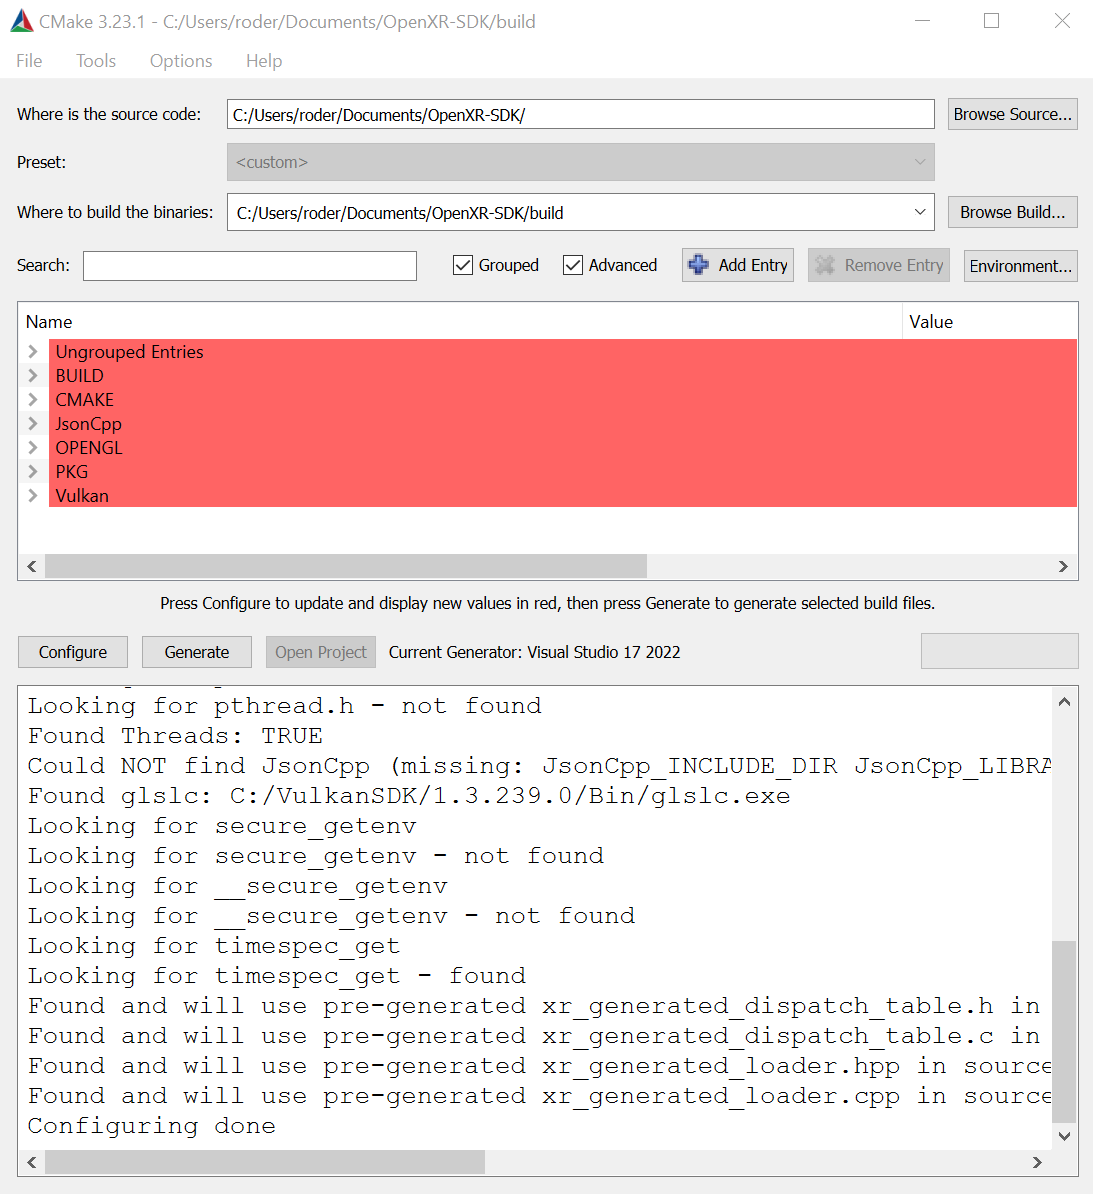 CMake 3.23.1 - C:/Users/roder/Documents/OpenXR-SDK/build
File Tools Options Help
Where is the source code: C:/Users/roder/Documents/OpenXR-SDK/ Browse Source...
Preset: <custom>
Where to build the binaries: C:/Users/roder/Documents/OpenXR-SDK/build Browse Build...
Search: Grouped Advanced Add Entry Remove Entry Environment...
Name Value
Ungrouped Entries
BUILD
CMAKE
JsonCpp
OPENGL
PKG
Vulkan
Press Configure to update and display new values in red, then press Generate to generate selected build files.
Configure Generate Open Project Current Generator: Visual Studio 17 2022
Looking for pthread.h - not found
Found Threads: TRUE
Could NOT find JsonCpp (missing: JsonCpp_INCLUDE_DIR JsonCpp_LIBRA
Found glslc: C:/VulkanSDK/1.3.239.0/Bin/glslc.exe
Looking for secure_getenv
Looking for secure_getenv - not found
Looking for __secure_getenv
Looking for __secure_getenv - not found
Looking for timespec_get
Looking for timespec_get - found
Found and will use pre-generated xr_generated_dispatch_table.h in
Found and will use pre-generated xr_generated_dispatch_table.c in
Found and will use pre-generated xr_generated_loader.hpp in source
Found and will use pre-generated xr_generated_loader.cpp in source
Configuring done